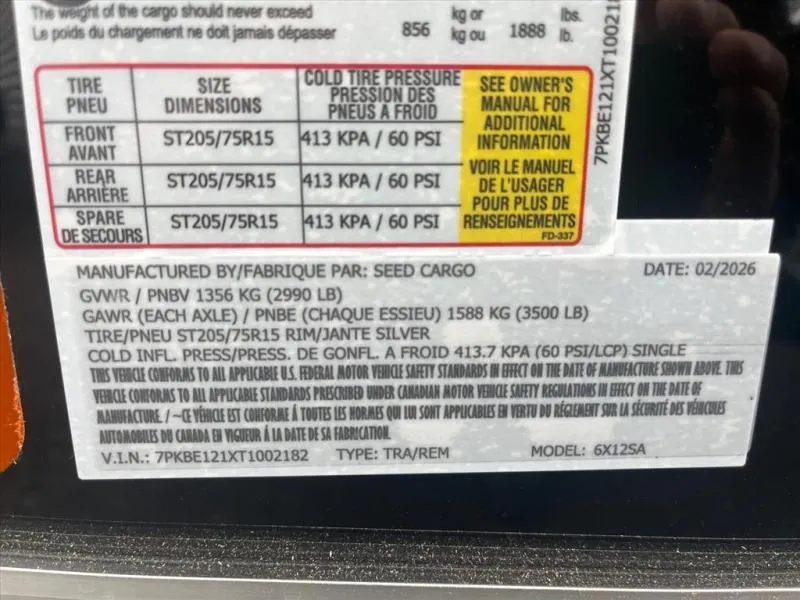 The weight of the cargo should never exceed kg or lbs.
Le poids du chargement ne doit jamais dépasser 856 kg ou 1888 lb.
TIRE PNEU SIZE DIMENSIONS COLD TIRE PRESSURE PRESSION DES PNEUS A FROID
FRONT AVANT ST205/75R15 413 KPA / 60 PSI
REAR ARRIÈRE ST205/75R15 413 KPA / 60 PSI
SPARE DE SECOURS ST205/75R15 413 KPA / 60 PSI
SEE OWNER'S
MANUAL FOR
ADDITIONAL
INFORMATION
VOIR LE MANUEL
DE L'USAGER
POUR PLUS DE
RENSEIGNEMENTS
FD-337
7PKBE121XT1002182
MANUFACTURED BY/FABRIQUE PAR: SEED CARGO DATE: 02/2026
GVWR / PNBV 1356 KG (2990 LB)
GAWR (EACH AXLE) / PNBE (CHAQUE ESSIEU) 1588 KG (3500 LB)
TIRE/PNEU ST205/75R15 RIM/JANTE SILVER
COLD INFL. PRESS/PRESS. DE GONFL. A FROID 413.7 KPA (60 PSI/LCP) SINGLE
THIS VEHICLE CONFORMS TO ALL APPLICABLE U.S. FEDERAL MOTOR VEHICLE SAFETY STANDARDS IN EFFECT ON THE DATE OF MANUFACTURE SHOWN ABOVE. THIS
VEHICLE CONFORMS TO ALL APPLICABLE STANDARDS PRESCRIBED UNDER CANADIAN MOTOR VEHICLE SAFETY REGULATIONS IN EFFECT ON THE DATE OF
MANUFACTURE. / ~CE VÉHICLE EST CONFORME Á TOUTES LES NORMES QUI LUI SONT APPLICABLES EN VERTU DU RÉGLEMENT SUR LA SÉCURITÉ DES VÉHICULES
AUTOMOBILES DU CANADA EN VIGUEUR Á LA DATE DE SA FABRICATION.
V.I.N.: 7PKBE121XT1002182 TYPE: TRA/REM MODEL: 6X12SA